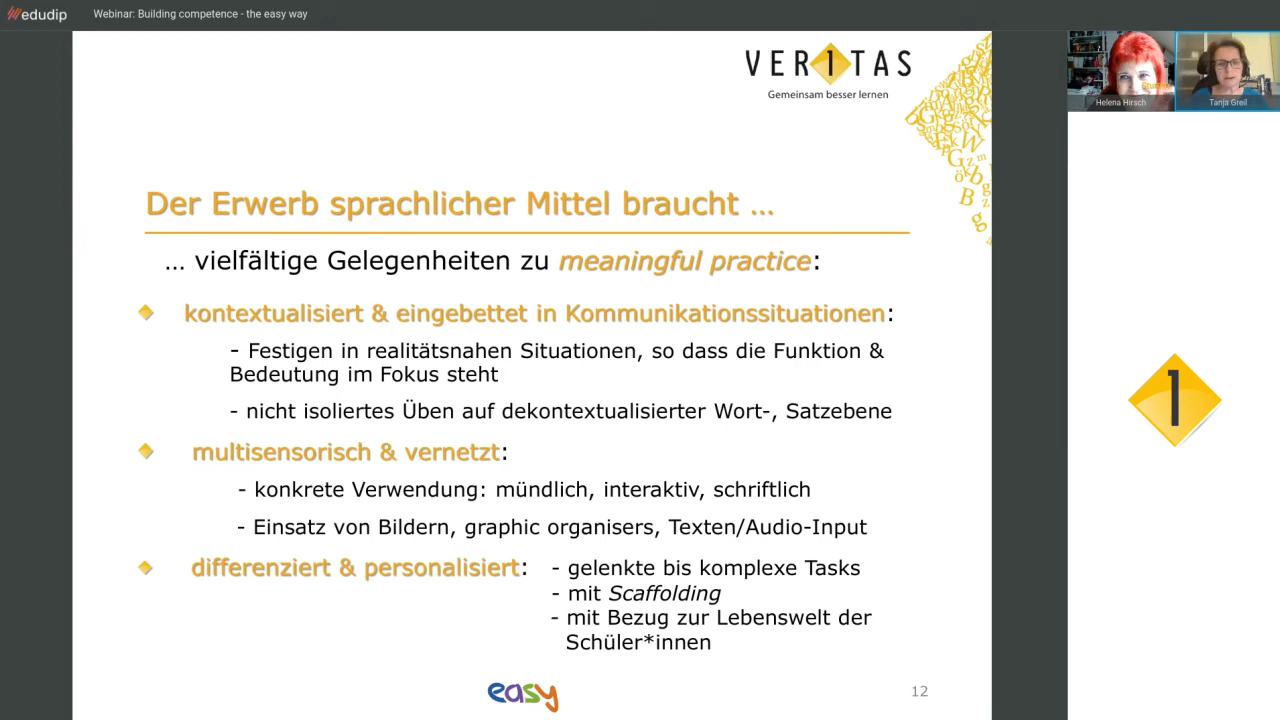 edudip
Webinar: Building competence - the easy way
VER1TAS
Gemeinsam besser lernen
Helena Hirsch
Tanja Greil
Der Erwerb sprachlicher Mittel braucht …
… vielfältige Gelegenheiten zu meaningful practice:
kontextualisiert & eingebettet in Kommunikationssituationen:
- Festigen in realitätsnahen Situationen, so dass die Funktion &
Bedeutung im Fokus steht
- nicht isoliertes Üben auf dekontextualisierter Wort-, Satzebene
multisensorisch & vernetzt:
- konkrete Verwendung: mündlich, interaktiv, schriftlich
- Einsatz von Bildern, graphic organisers, Texten/Audio-Input
differenziert & personalisiert: - gelenkte bis komplexe Tasks
- mit Scaffolding
- mit Bezug zur Lebenswelt der
Schüler*innen
easy
12
1